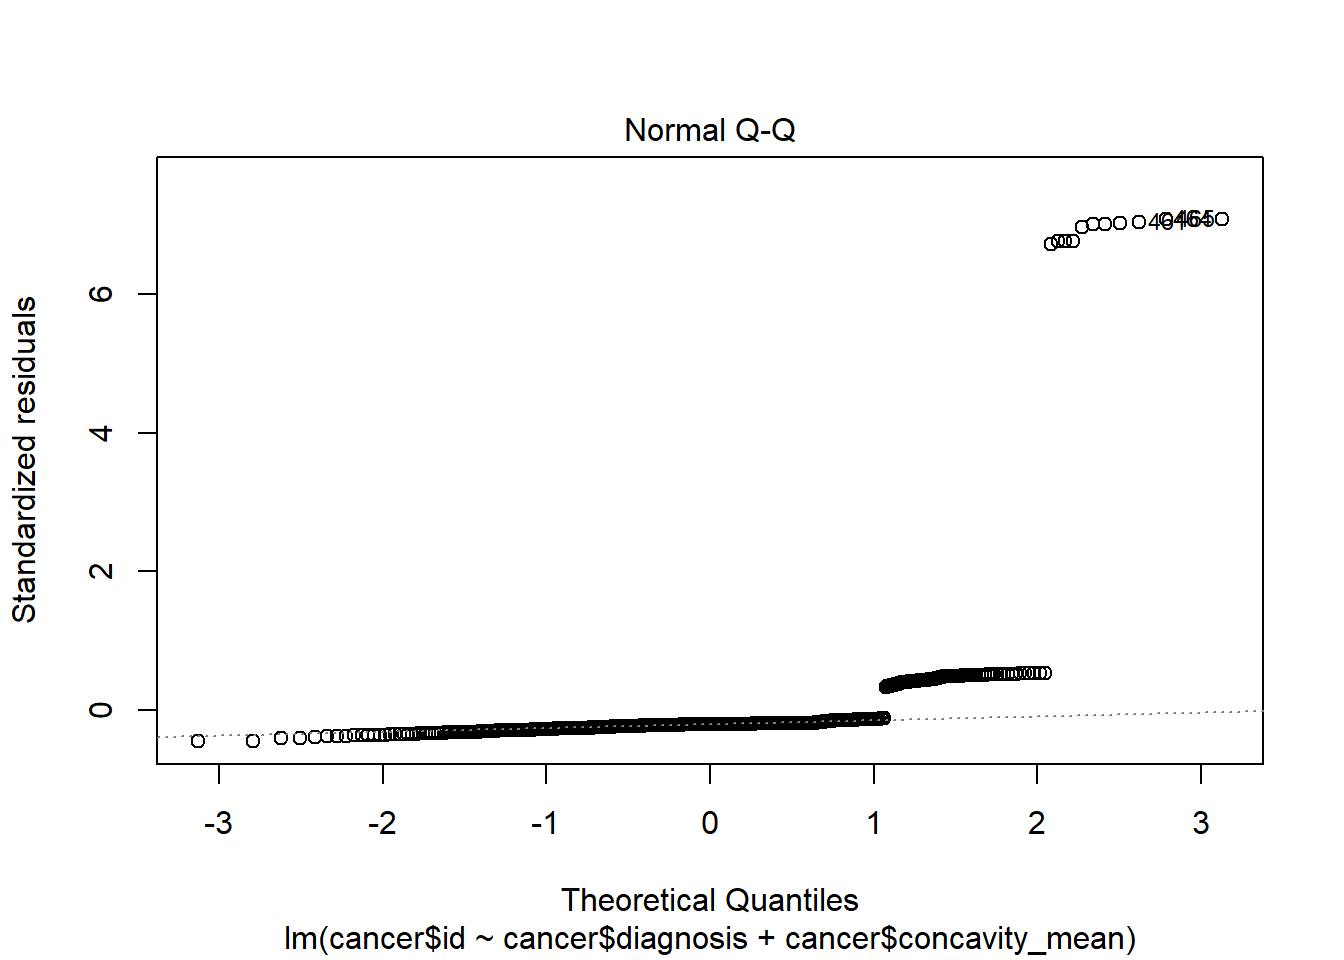 Normal Q-Q
Standardized residuals
6
4
2
0
465
-3 -2 -1 0 1 2 3
Theoretical Quantiles
lm(cancer$id ~ cancer$diagnosis + cancer$concavity_mean)